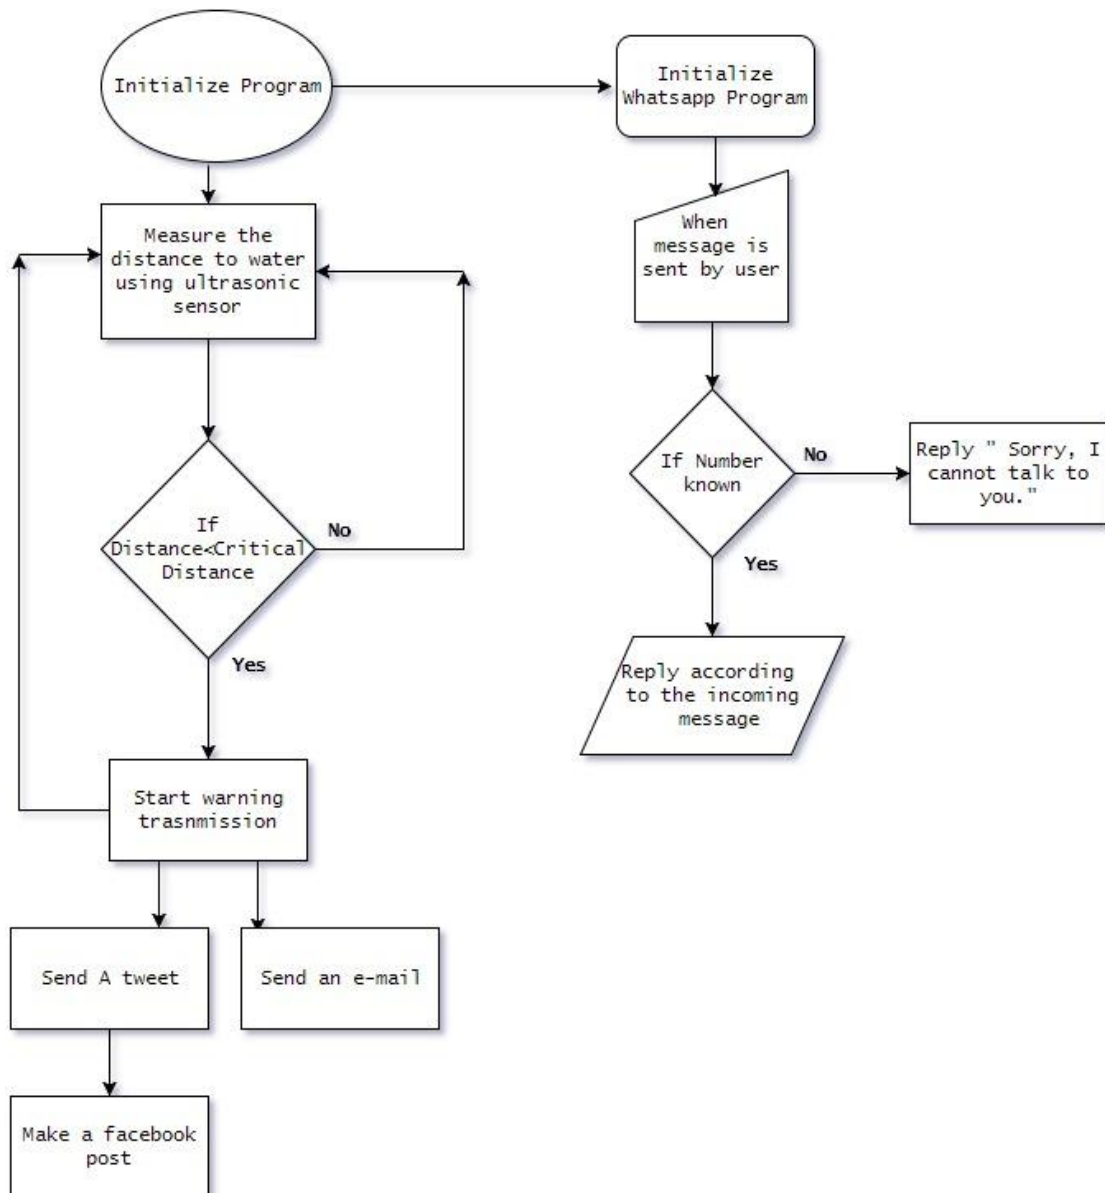 Initialize Program
Initialize
Whatsapp Program
Measure the
distance to water
using ultrasonic
sensor
When
message is
sent by user
If
Distance<Critical
Distance
No
Yes
If Number
known
No
Reply " Sorry, I
cannot talk to
you."
Yes
Reply according
to the incoming
message
Start warning
trasnmission
Send A tweet
Send an e-mail
Make a facebook
post